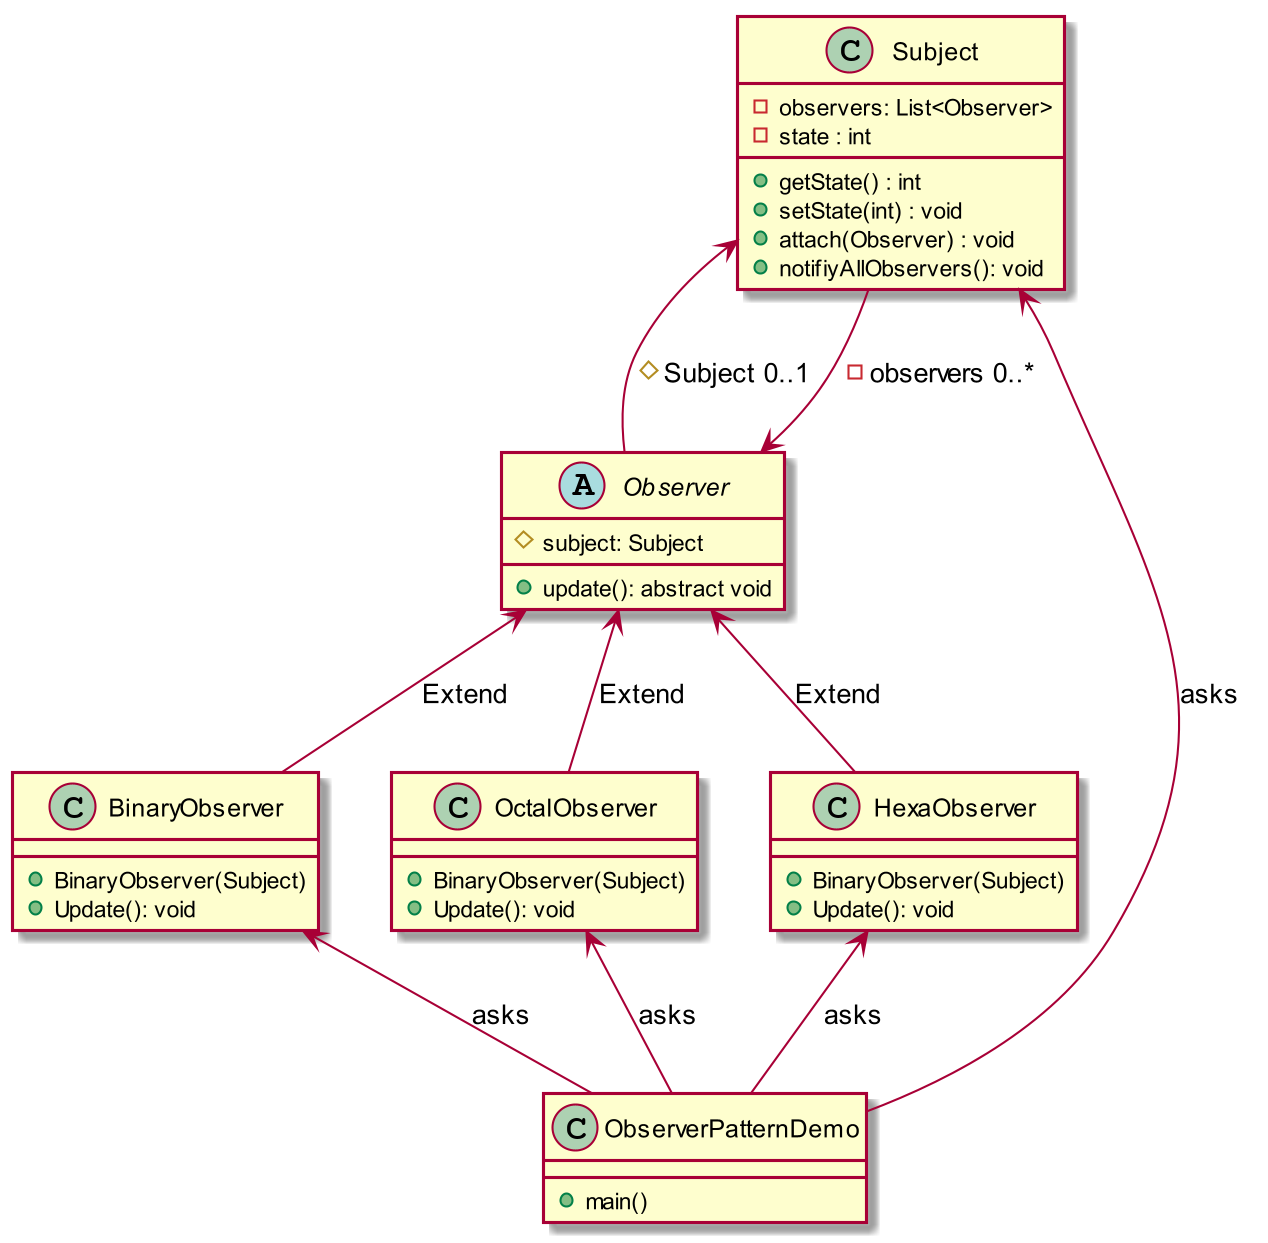 C Subject
observers: List<Observer>
state : int
getState() : int
setState(int) : void
attach(Observer) : void
notifiyAllObservers(): void
Subject 0..1
observers 0..*
A Observer
subject: Subject
update(): abstract void
Extend
Extend
Extend
asks
C BinaryObserver
BinaryObserver(Subject)
Update(): void
C OctalObserver
BinaryObserver(Subject)
Update(): void
C HexaObserver
BinaryObserver(Subject)
Update(): void
asks
asks
asks
C ObserverPatternDemo
main()